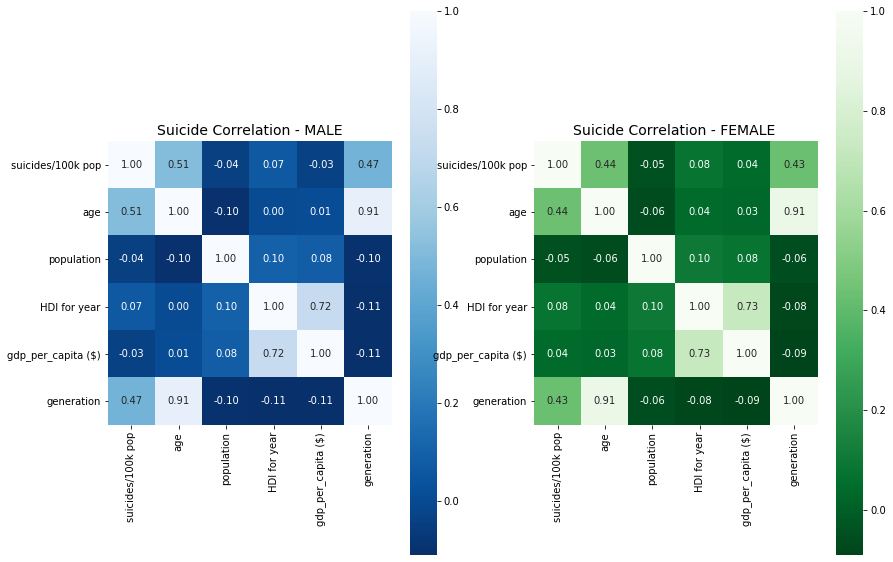 Suicide Correlation - MALE
suicides/100k pop 1.00 0.51 -0.04 0.07 -0.03 0.47
age 0.51 1.00 -0.10 0.00 0.01 0.91
population -0.04 -0.10 1.00 0.10 0.08 -0.10
HDI for year 0.07 0.00 0.10 1.00 0.72 -0.11
gdp_per_capita ($) -0.03 0.01 0.08 0.72 1.00 -0.11
generation 0.47 0.91 -0.10 -0.11 -0.11 1.00
suicides/100k pop
age
population
HDI for year
gdp_per_capita ($)
generation
1.0
0.8
0.6
0.4
0.2
0.0
Suicide Correlation - FEMALE
suicides/100k pop 1.00 0.44 -0.05 0.08 0.04 0.43
age 0.44 1.00 -0.06 0.04 0.03 0.91
population -0.05 -0.06 1.00 0.10 0.08 -0.06
HDI for year 0.08 0.04 0.10 1.00 0.73 -0.08
gdp_per_capita ($) 0.04 0.03 0.08 0.73 1.00 -0.09
generation 0.43 0.91 -0.06 -0.08 -0.09 1.00
suicides/100k pop
age
population
HDI for year
gdp_per_capita ($)
generation
1.0
0.8
0.6
0.4
0.2
0.0